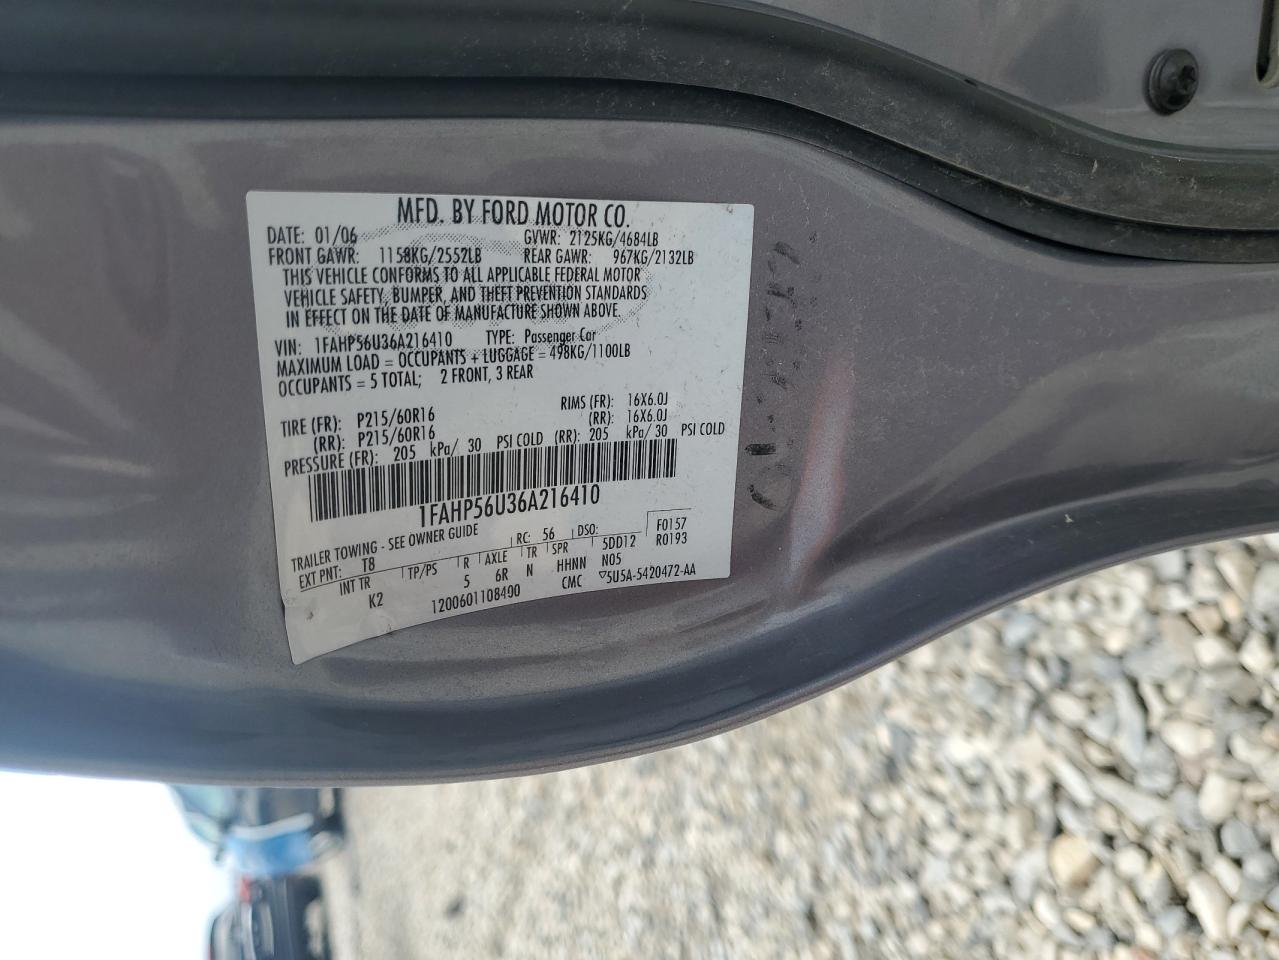 MFD. BY FORD MOTOR CO.
DATE: 01/06 GVWR: 2125KG/4684LB
FRONT GAWR: 1158KG/2552LB REAR GAWR: 967KG/2132LB
THIS VEHICLE CONFORMS TO ALL APPLICABLE FEDERAL MOTOR
VEHICLE SAFETY, BUMPER, AND THEFT PREVENTION STANDARDS
IN EFFECT ON THE DATE OF MANUFACTURE SHOWN ABOVE.
VIN: 1FAHP56U36A216410 TYPE: Passenger Car
MAXIMUM LOAD = OCCUPANTS + LUGGAGE = 498KG/1100LB
OCCUPANTS = 5 TOTAL; 2 FRONT, 3 REAR
TIRE (FR): P215/60R16 RIMS (FR): 16X6.0J
(RR): P215/60R16 (RR): 16X6.0J
PRESSURE (FR): 205 kPa/ 30 PSI COLD (RR): 205 kPa/ 30 PSI COLD
1FAHP56U36A216410
TRAILER TOWING - SEE OWNER GUIDE RC: 56 DSO: F0157
EXT PNT: T8 5DD12 R0193
INT TR TP/PS R AXLE TR SPR N05
K2 5 6R N HHNN
1200601108490 CMC ▽5U5A-5420472-AA